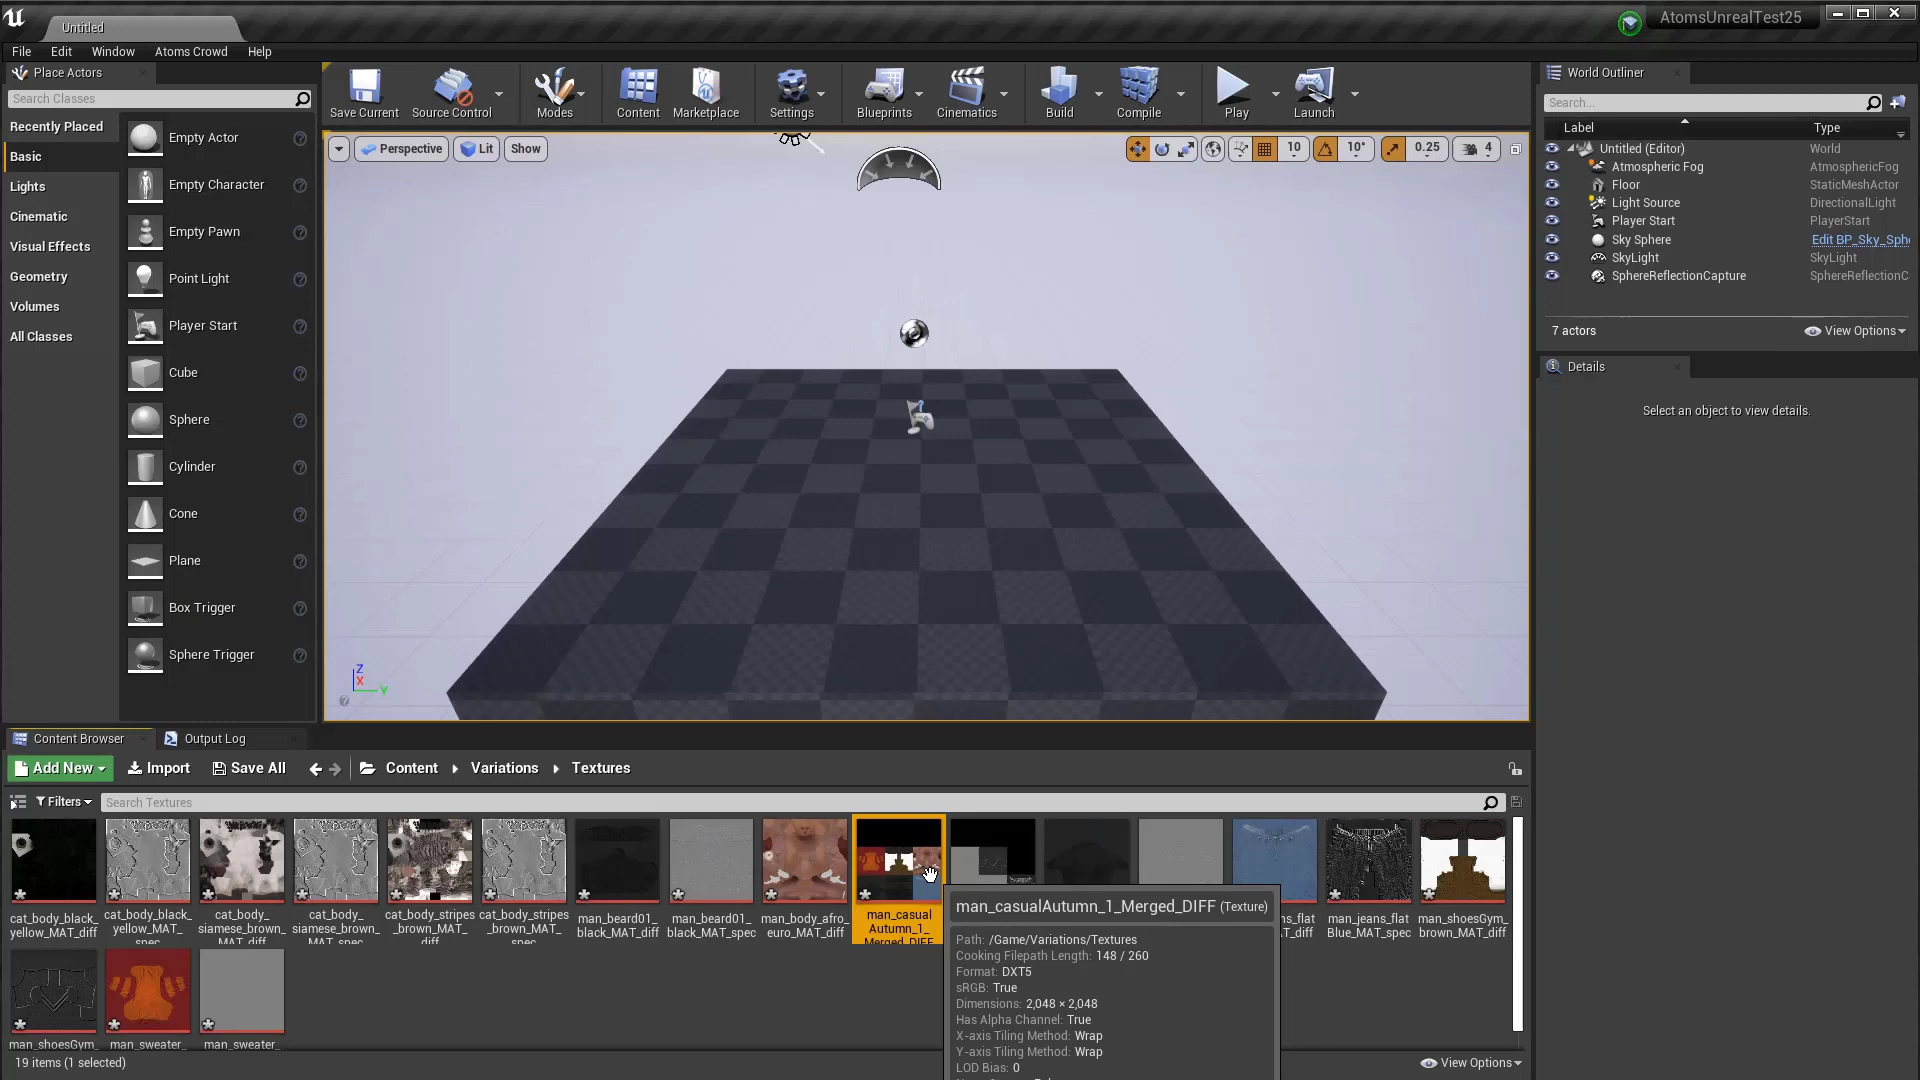 Untitled
AtomsUnrealTest25
File Edit Window Atoms Crowd Help
Place Actors
Search Classes
Recently Placed
Basic
Lights
Cinematic
Visual Effects
Geometry
Volumes
All Classes
Empty Actor
Empty Character
Empty Pawn
Point Light
Player Start
Cube
Sphere
Cylinder
Cone
Plane
Box Trigger
Sphere Trigger
Save Current Source Control Modes Content Marketplace Settings Blueprints Cinematics Build Compile Play Launch
Perspective Lit Show
10 10° 0.25 4
Z
X
Y
World Outliner
Search...
Label Type
Untitled (Editor) World
Atmospheric Fog AtmosphericFog
Floor StaticMeshActor
Light Source DirectionalLight
Player Start PlayerStart
Sky Sphere Edit BP_Sky_Sph
SkyLight SkyLight
SphereReflectionCapture SphereReflectionC
7 actors View Options
Details
Select an object to view details.
Content Browser Output Log
Add New Import Save All Content Variations Textures
Filters Search Textures
cat_body_black_
yellow_MAT_diff
cat_body_black_
yellow_MAT_
spec
cat_body_
siamese_brown_
MAT_diff
cat_body_
siamese_brown_
MAT_spec
cat_body_stripes
_brown_MAT_
diff
cat_body_stripes
_brown_MAT_
spec
man_beard01_
black_MAT_diff
man_beard01_
black_MAT_spec
man_body_afro_
euro_MAT_diff
man_casual
Autumn_1_
Merged_DIFF
s_flat
T_diff
man_jeans_flat
Blue_MAT_spec
man_shoesGym_
brown_MAT_diff
man_shoesGym_
man_sweater_
man_sweater_
man_casualAutumn_1_Merged_DIFF (Texture)
Path: /Game/Variations/Textures
Cooking Filepath Length: 148 / 260
Format: DXT5
sRGB: True
Dimensions: 2,048 × 2,048
Has Alpha Channel: True
X-axis Tiling Method: Wrap
Y-axis Tiling Method: Wrap
LOD Bias: 0
19 items (1 selected)
View Options